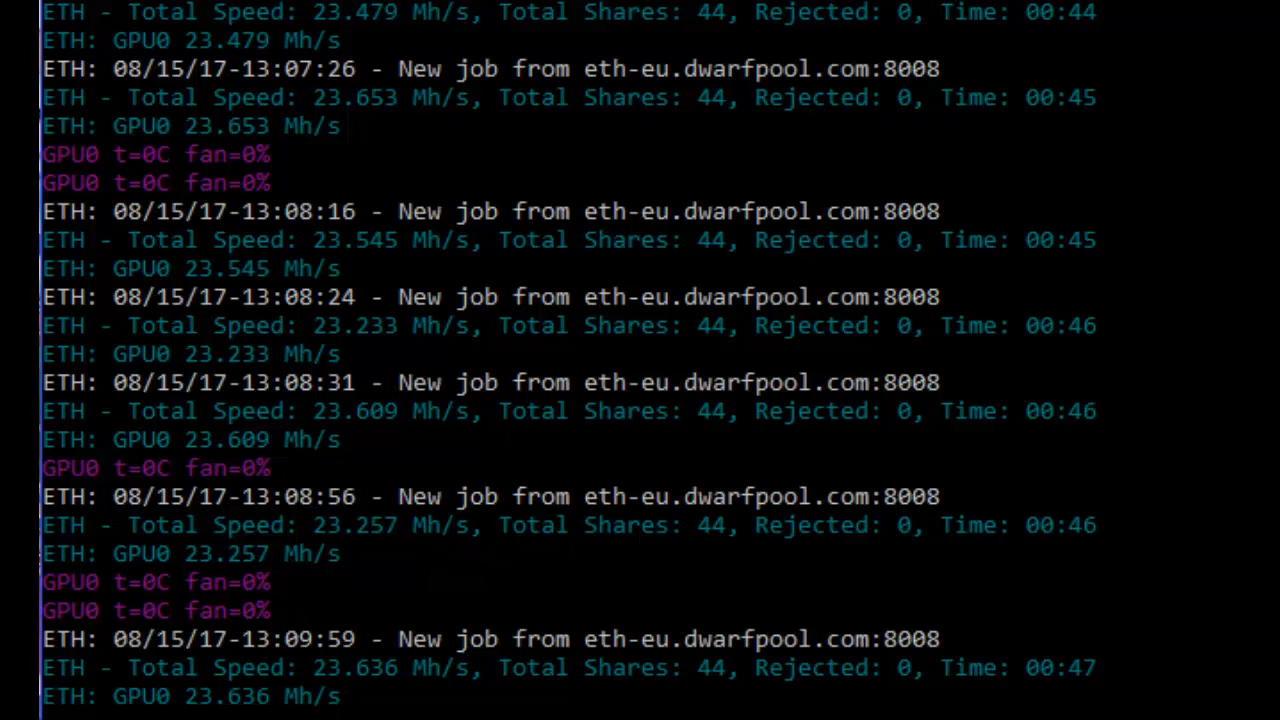 ETH - Total Speed: 23.479 Mh/s, Total Shares: 44, Rejected: 0, Time: 00:44
ETH: GPU0 23.479 Mh/s
ETH: 08/15/17-13:07:26 - New job from eth-eu.dwarfpool.com:8008
ETH - Total Speed: 23.653 Mh/s, Total Shares: 44, Rejected: 0, Time: 00:45
ETH: GPU0 23.653 Mh/s
GPU0 t=0C fan=0%
GPU0 t=0C fan=0%
ETH: 08/15/17-13:08:16 - New job from eth-eu.dwarfpool.com:8008
ETH - Total Speed: 23.545 Mh/s, Total Shares: 44, Rejected: 0, Time: 00:45
ETH: GPU0 23.545 Mh/s
ETH: 08/15/17-13:08:24 - New job from eth-eu.dwarfpool.com:8008
ETH - Total Speed: 23.233 Mh/s, Total Shares: 44, Rejected: 0, Time: 00:46
ETH: GPU0 23.233 Mh/s
ETH: 08/15/17-13:08:31 - New job from eth-eu.dwarfpool.com:8008
ETH - Total Speed: 23.609 Mh/s, Total Shares: 44, Rejected: 0, Time: 00:46
ETH: GPU0 23.609 Mh/s
GPU0 t=0C fan=0%
ETH: 08/15/17-13:08:56 - New job from eth-eu.dwarfpool.com:8008
ETH - Total Speed: 23.257 Mh/s, Total Shares: 44, Rejected: 0, Time: 00:46
ETH: GPU0 23.257 Mh/s
GPU0 t=0C fan=0%
GPU0 t=0C fan=0%
ETH: 08/15/17-13:09:59 - New job from eth-eu.dwarfpool.com:8008
ETH - Total Speed: 23.636 Mh/s, Total Shares: 44, Rejected: 0, Time: 00:47
ETH: GPU0 23.636 Mh/s